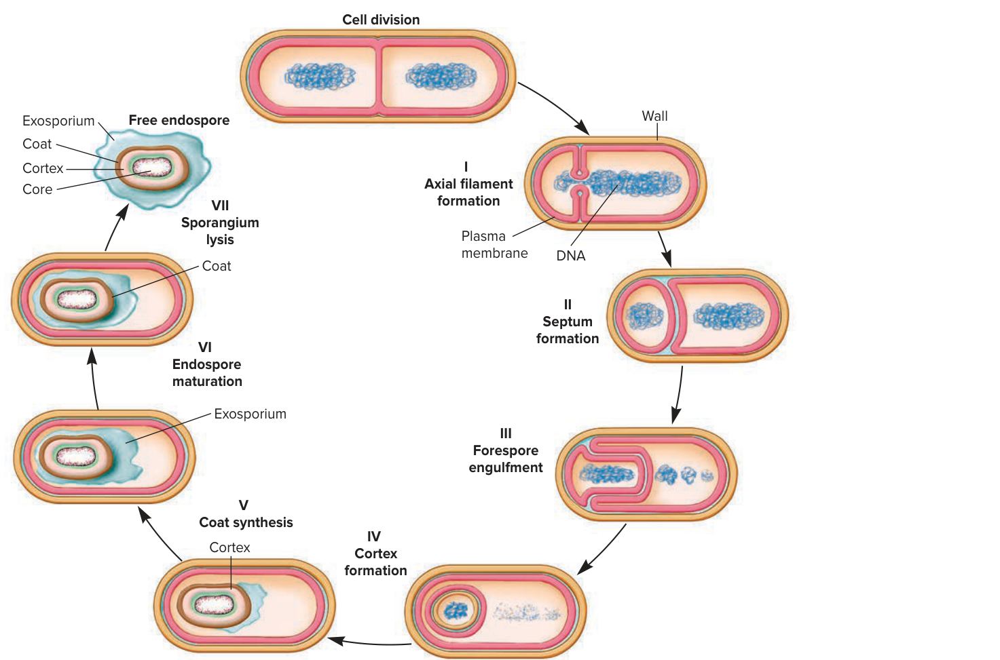 Cell division
Wall
I
Axial filament
formation
Plasma
membrane
DNA
II
Septum
formation
III
Forespore
engulfment
IV
Cortex
formation
V
Coat synthesis
Cortex
Exosporium
VI
Endospore
maturation
Coat
VII
Sporangium
lysis
Free endospore
Exosporium
Coat
Cortex
Core